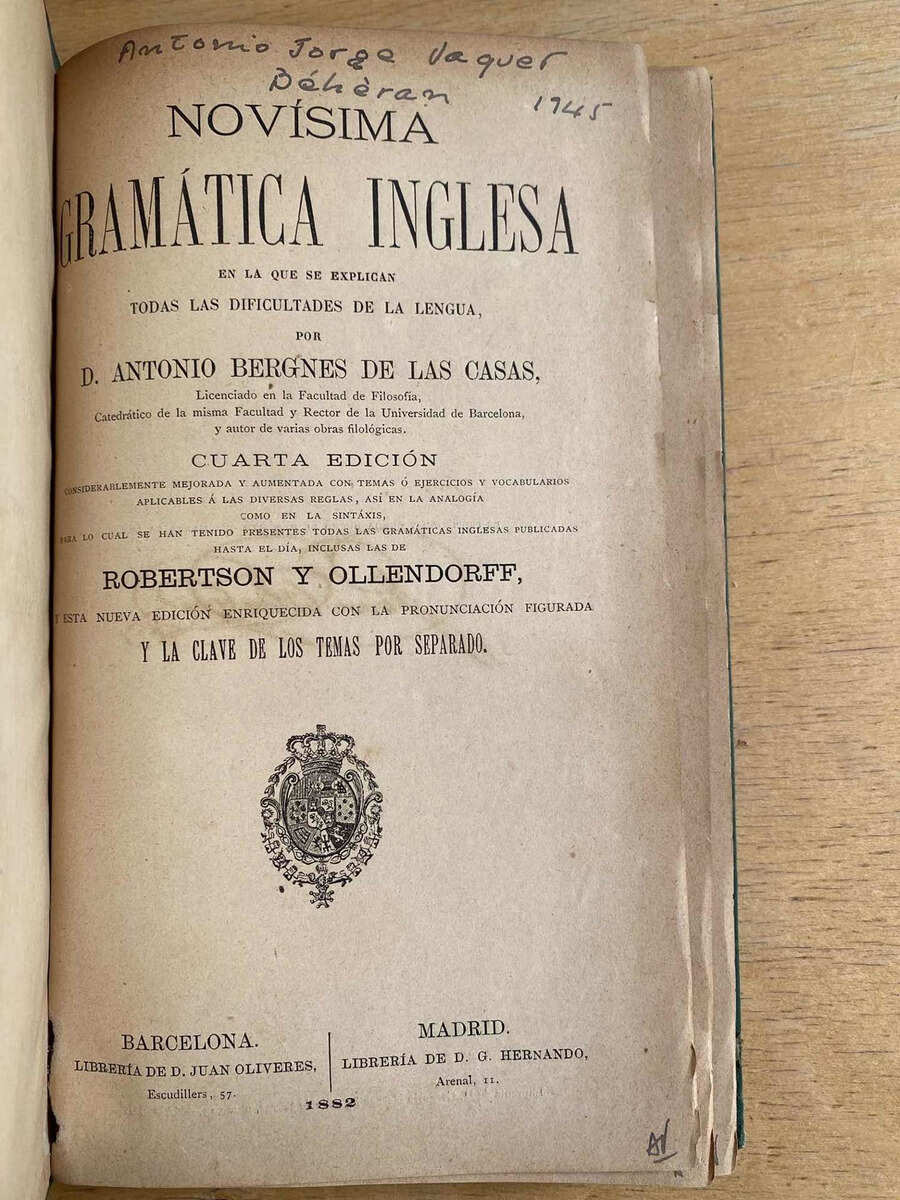 Antonio Jorge Vaquer
Béhèran 1945
NOVÍSIMA
GRAMÁTICA INGLESA
EN LA QUE SE EXPLICAN
TODAS LAS DIFICULTADES DE LA LENGUA,
POR
D. ANTONIO BERGNES DE LAS CASAS,
Licenciado en la Facultad de Filosofía,
Catedrático de la misma Facultad y Rector de la Universidad de Barcelona,
y autor de varias obras filológicas.
CUARTA EDICIÓN
CONSIDERABLEMENTE MEJORADA Y AUMENTADA CON TEMAS Ó EJERCICIOS Y VOCABULARIOS
APLICABLES Á LAS DIVERSAS REGLAS, ASÍ EN LA ANALOGÍA
COMO EN LA SINTÁXIS,
PARA LO CUAL SE HAN TENIDO PRESENTES TODAS LAS GRAMÁTICAS INGLESAS PUBLICADAS
HASTA EL DÍA, INCLUSAS LAS DE
ROBERTSON Y OLLENDORFF,
Y ESTA NUEVA EDICIÓN ENRIQUECIDA CON LA PRONUNCIACIÓN FIGURADA
Y LA CLAVE DE LOS TEMAS POR SEPARADO.
BARCELONA.
LIBRERÍA DE D. JUAN OLIVERES,
Escudillers, 57.
MADRID.
LIBRERÍA DE D. G. HERNANDO,
Arenal, 11.
1882
AV